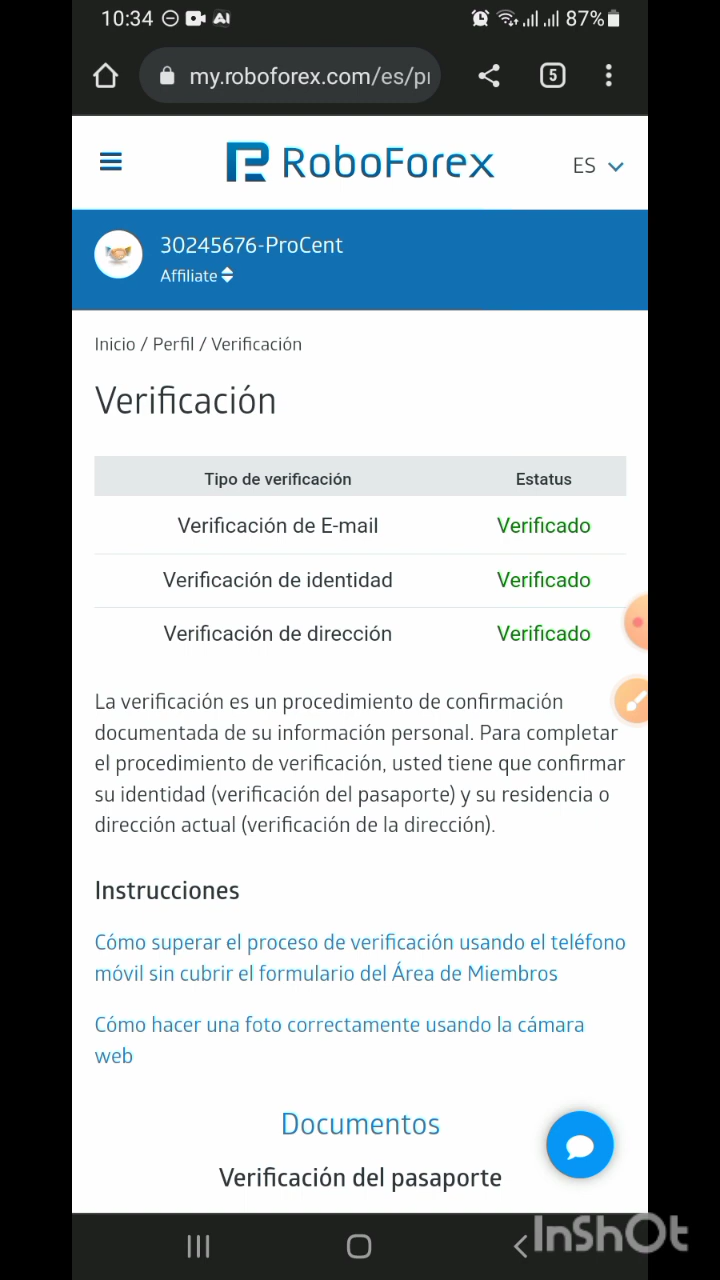 10:34 AI 87%
my.roboforex.com/es/pr 5
RoboForex ES
30245676-ProCent
Affiliate
Inicio / Perfil / Verificación
Verificación
Tipo de verificación Estatus
Verificación de E-mail Verificado
Verificación de identidad Verificado
Verificación de dirección Verificado
La verificación es un procedimiento de confirmación
documentada de su información personal. Para completar
el procedimiento de verificación, usted tiene que confirmar
su identidad (verificación del pasaporte) y su residencia o
dirección actual (verificación de la dirección).
Instrucciones
Cómo superar el proceso de verificación usando el teléfono
móvil sin cubrir el formulario del Área de Miembros
Cómo hacer una foto correctamente usando la cámara
web
Documentos
Verificación del pasaporte
InShOt